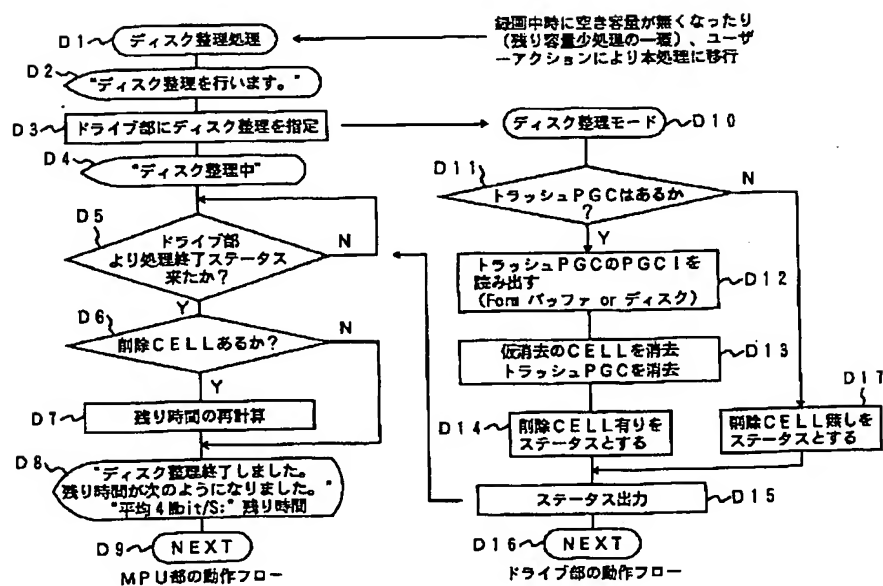 D1
ディスク整理処理
録画中時に空き容量が無くなったり
(残り容量少処理の一環)、ユーザ
ーアクションにより本処理に移行
D2
"ディスク整理を行います。"
D3
ドライブ部にディスク整理を指定
D4
"ディスク整理中"
D5
ドライブ部
より処理終了ステータス
来たか?
N
Y
D6
削除CELLあるか?
N
Y
D7
残り時間の再計算
D8
"ディスク整理終了しました。
残り時間が次のようになりました。"
"平均4Mbit/S:" 残り時間
D9
NEXT
MPU部の動作フロー
ディスク整理モード
D10
D11
トラッシュPGCはあるか
?
N
Y
トラッシュPGCのPGCIを
読み出す
(Form バッファ or ディスク)
D12
仮消去のCELLを消去
トラッシュPGCを消去
D13
D14
削除CELL有りを
ステータスとする
D17
削除CELL無しを
ステータスとする
ステータス出力
D15
D16
NEXT
ドライブ部の動作フロー